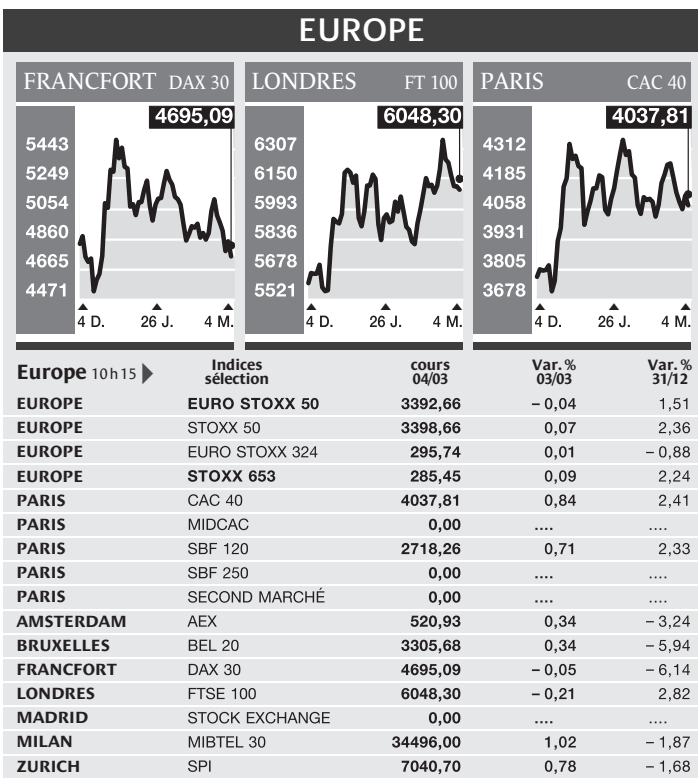 EUROPE
FRANCFORT DAX 30
4695,09
5443
5249
5054
4860
4665
4471
4 D. 26 J. 4 M.
LONDRES FT 100
6048,30
6307
6150
5993
5836
5678
5521
4 D. 26 J. 4 M.
PARIS CAC 40
4037,81
4312
4185
4058
3931
3805
3678
4 D. 26 J. 4 M.
Europe 10h15 Indices sélection cours 04/03 Var. % 03/03 Var. % 31/12
EUROPE EURO STOXX 50 3392,66 – 0,04 1,51
EUROPE STOXX 50 3398,66 0,07 2,36
EUROPE EURO STOXX 324 295,74 0,01 – 0,88
EUROPE STOXX 653 285,45 0,09 2,24
PARIS CAC 40 4037,81 0,84 2,41
PARIS MIDCAC 0,00 .... ....
PARIS SBF 120 2718,26 0,71 2,33
PARIS SBF 250 0,00 .... ....
PARIS SECOND MARCHÉ 0,00 .... ....
AMSTERDAM AEX 520,93 0,34 – 3,24
BRUXELLES BEL 20 3305,68 0,34 – 5,94
FRANCFORT DAX 30 4695,09 – 0,05 – 6,14
LONDRES FTSE 100 6048,30 – 0,21 2,82
MADRID STOCK EXCHANGE 0,00 .... ....
MILAN MIBTEL 30 34496,00 1,02 – 1,87
ZURICH SPI 7040,70 0,78 – 1,68